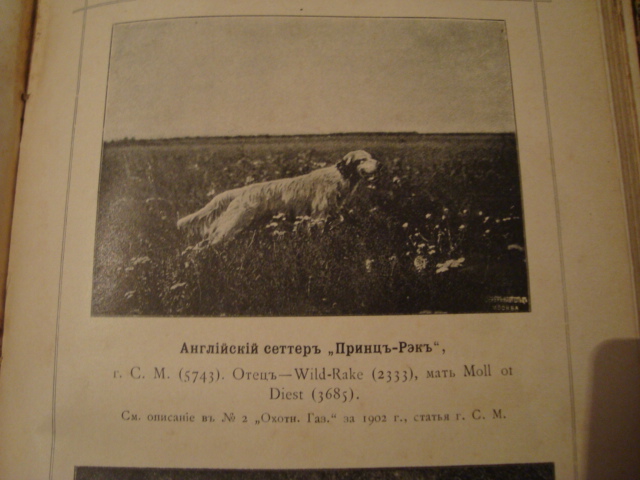 Англійскій сеттеръ „Принцъ-Рэкъ“,
г. С. М. (5743). Отецъ—Wild-Rake (2333), мать Moll of
Diest (3685).
См. описаніе въ № 2 „Охотн. Газ.“ за 1902 г., статья г. С. М.